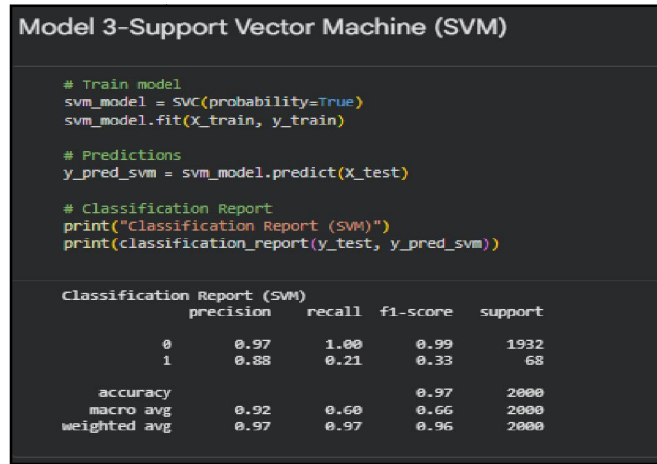 Model 3-Support Vector Machine (SVM)
# Train model
svm_model = SVC(probability=True)
svm_model.fit(X_train, y_train)
# Predictions
y_pred_svm = svm_model.predict(X_test)
# Classification Report
print("Classification Report (SVM)")
print(classification_report(y_test, y_pred_svm))
Classification Report (SVM)
precision recall f1-score support
0 0.97 1.00 0.99 1932
1 0.88 0.21 0.33 68
accuracy 0.97 2000
macro avg 0.92 0.60 0.66 2000
weighted avg 0.97 0.97 0.96 2000